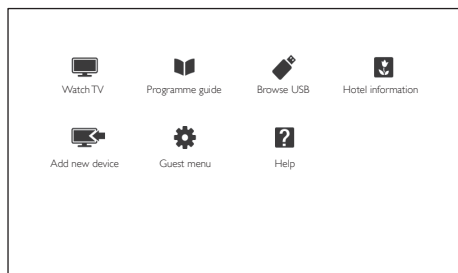 Watch TV
Programme guide
Browse USB
Hotel information
Add new device
Guest menu
?
Help